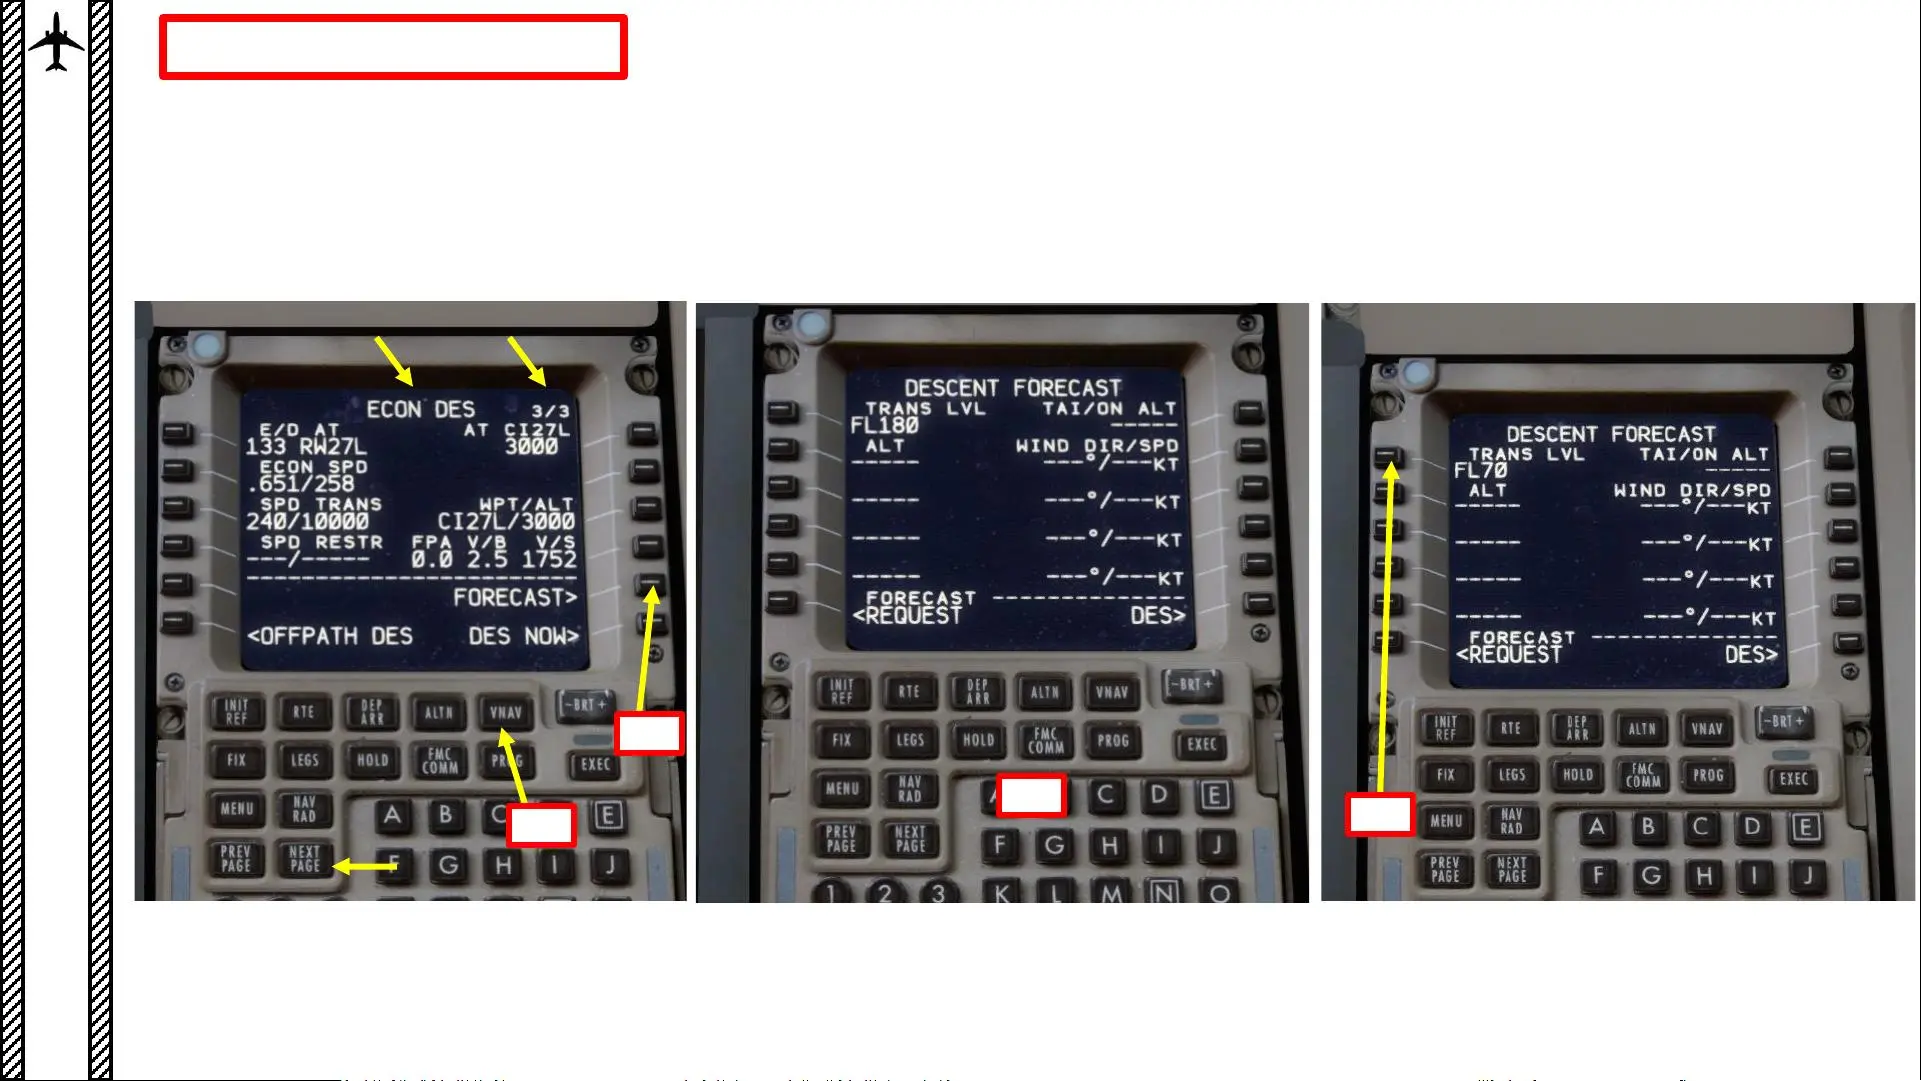 ECON DES 3/3
E/D AT AT CI27L
133 RW27L 3000
ECON SPD
.651/258
SPD TRANS WPT/ALT
240/10000 CI27L/3000
SPD RESTR FPA V/B V/S
---/----- 0.0 2.5 1752
FORECAST>
<OFFPATH DES DES NOW>
INIT REF RTE DEP ARR ALTN VNAV -BRT+
FIX LEGS HOLD FMC COMM PROG EXEC
MENU NAV RAD A B C E
PREV PAGE NEXT PAGE F G H I J
DESCENT FORECAST
TRANS LVL TAI/ON ALT
FL180 -----
ALT WIND DIR/SPD
----- ---°/---KT
----- ---°/---KT
----- ---°/---KT
----- ---°/---KT
FORECAST
<REQUEST DES>
INIT REF RTE DEP ARR ALTN VNAV -BRT+
FIX LEGS HOLD FMC COMM PROG EXEC
MENU NAV RAD C D E
PREV PAGE NEXT PAGE F G H I J
1 2 3 K L M N O
DESCENT FORECAST
TRANS LVL TAI/ON ALT
FL70 -----
ALT WIND DIR/SPD
----- ---°/---KT
----- ---°/---KT
----- ---°/---KT
----- ---°/---KT
FORECAST
<REQUEST DES>
INIT REF RTE DEP ARR ALTN VNAV -BRT+
FIX LEGS HOLD FMC COMM PROG EXEC
MENU NAV RAD A B C D E
PREV PAGE NEXT PAGE F G H I J